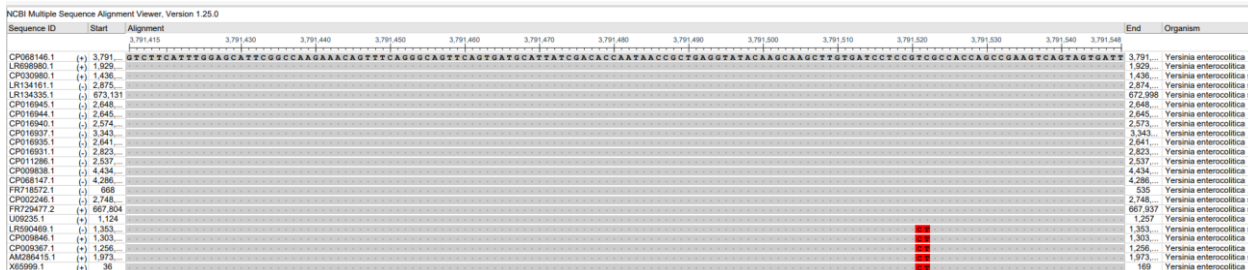 NCBI Multiple Sequence Alignment Viewer, Version 1.25.0
Sequence ID Start Alignment End Organism
3,791,415 3,791,430 3,791,440 3,791,450 3,791,460 3,791,470 3,791,480 3,791,490 3,791,500 3,791,510 3,791,520 3,791,530 3,791,540 3,791,548
CP068146.1 (+) 3,791,... GTCTTCATTTGGAGCATTCGGCCAAGAAACAGTTTCAGGGCAGTTCAGTGATGCATTATCGACACCAATAACCGCTGAGGTATACAAGCAAGCTTGTGATCCTCCGTCGCCACCAGCCGAAGTCAGTAGTGATT 3,791,... Yersinia enterocolitica
LR698980.1 (+) 1,929,... 1,929,... Yersinia enterocolitica
CP030980.1 (+) 1,436,... 1,436,... Yersinia enterocolitica
LR134161.1 (-) 2,875,... 2,874,... Yersinia enterocolitica
LR134335.1 (-) 673,131 672,998 Yersinia enterocolitica
CP016945.1 (-) 2,648,... 2,648,... Yersinia enterocolitica
CP016944.1 (-) 2,645,... 2,645,... Yersinia enterocolitica
CP016940.1 (-) 2,574,... 2,573,... Yersinia enterocolitica
CP016937.1 (-) 3,343,... 3,343... Yersinia enterocolitica
CP016935.1 (-) 2,641,... 2,641,... Yersinia enterocolitica
CP016931.1 (-) 2,823,... 2,823,... Yersinia enterocolitica
CP011286.1 (-) 2,537,... 2,537,... Yersinia enterocolitica
CP009838.1 (-) 4,434,... 4,434,... Yersinia enterocolitica
CP068147.1 (-) 4,286,... 4,286,... Yersinia enterocolitica
FR718572.1 (-) 668 535 Yersinia enterocolitica
CP002246.1 (-) 2,748,... 2,748,... Yersinia enterocolitica
FR729477.2 (+) 667,804 667,937 Yersinia enterocolitica
U09235.1 (+) 1,124 1,257 Yersinia enterocolitica
LR590469.1 (-) 1,353,... CT 1,353,... Yersinia enterocolitica
CP009846.1 (+) 1,303,... CT 1,303,... Yersinia enterocolitica
CP009367.1 (+) 1,256,... CT 1,256,... Yersinia enterocolitica
AM286415.1 (+) 1,973,... CT 1,973,... Yersinia enterocolitica
X65999.1 (+) 36 CT 169 Yersinia enterocolitica